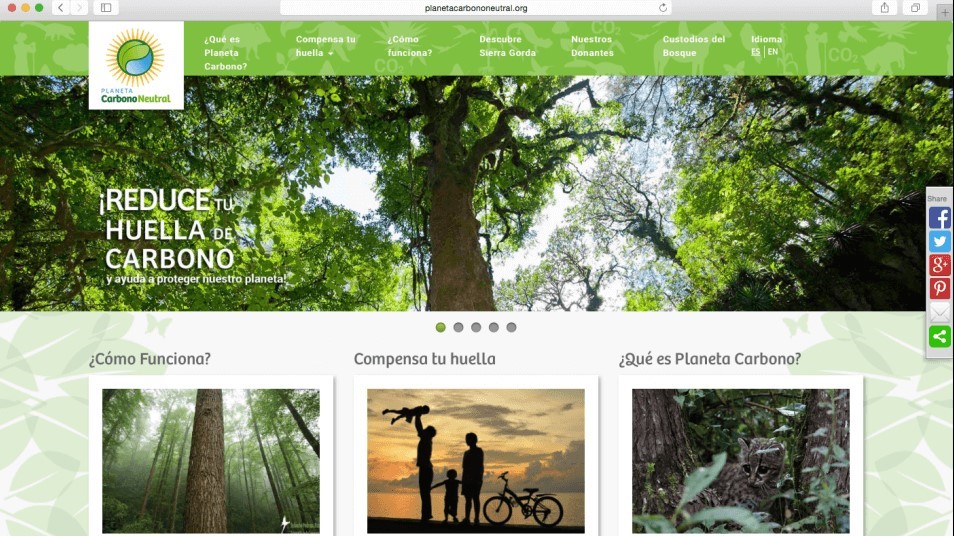 planetacarbononeutral.org
PLANETA
CarbonoNeutral
¿Qué es
Planeta
Carbono?
Compensa tu
huella
¿Cómo
funciona?
Descubre
Sierra Gorda
Nuestros
Donantes
Custodios del
Bosque
Idioma
ES | EN
CO2
CO2
¡REDUCE TU
HUELLA DE
CARBONO
y ayuda a proteger nuestro planeta!
Share
¿Cómo Funciona?
Compensa tu huella
¿Qué es Planeta Carbono?